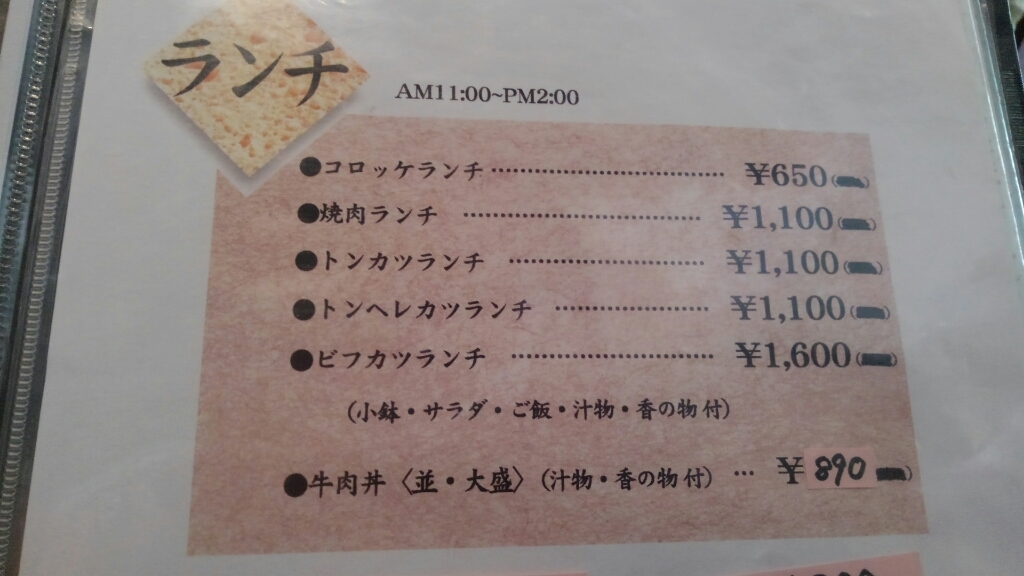 ランチ
AM11:00~PM2:00
●コロッケランチ ………………………… ¥650( )
●焼肉ランチ ………………………… ¥1,100( )
●トンカツランチ ………………………… ¥1,100( )
●トンヘレカツランチ ………………… ¥1,100( )
●ビフカツランチ ………………………… ¥1,600( )
(小鉢・サラダ・ご飯・汁物・香の物付)
●牛肉丼〈並・大盛〉(汁物・香の物付) … ¥890 )